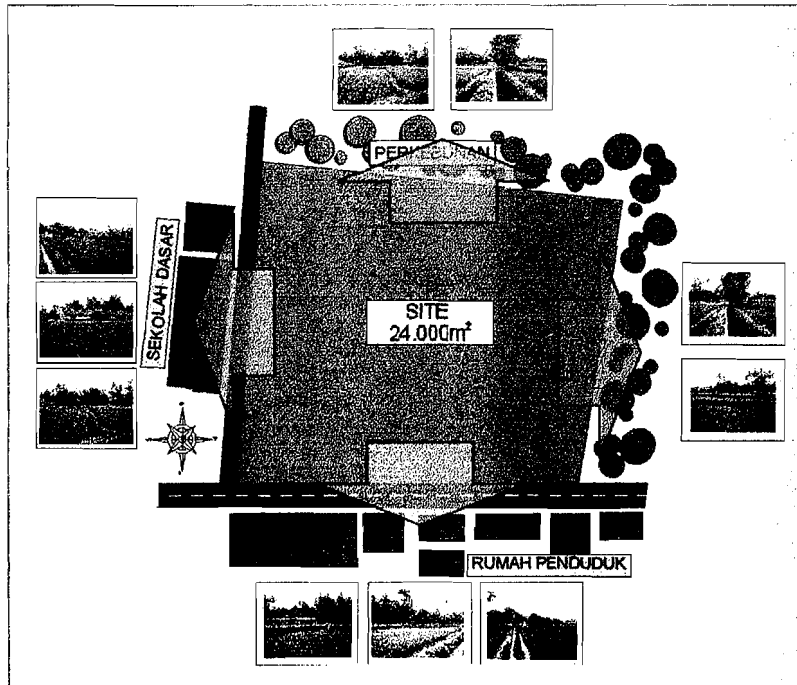 PERKEBUNAN
SEKOLAH DASAR
SITE
24.000m²
RUMAH PENDUDUK